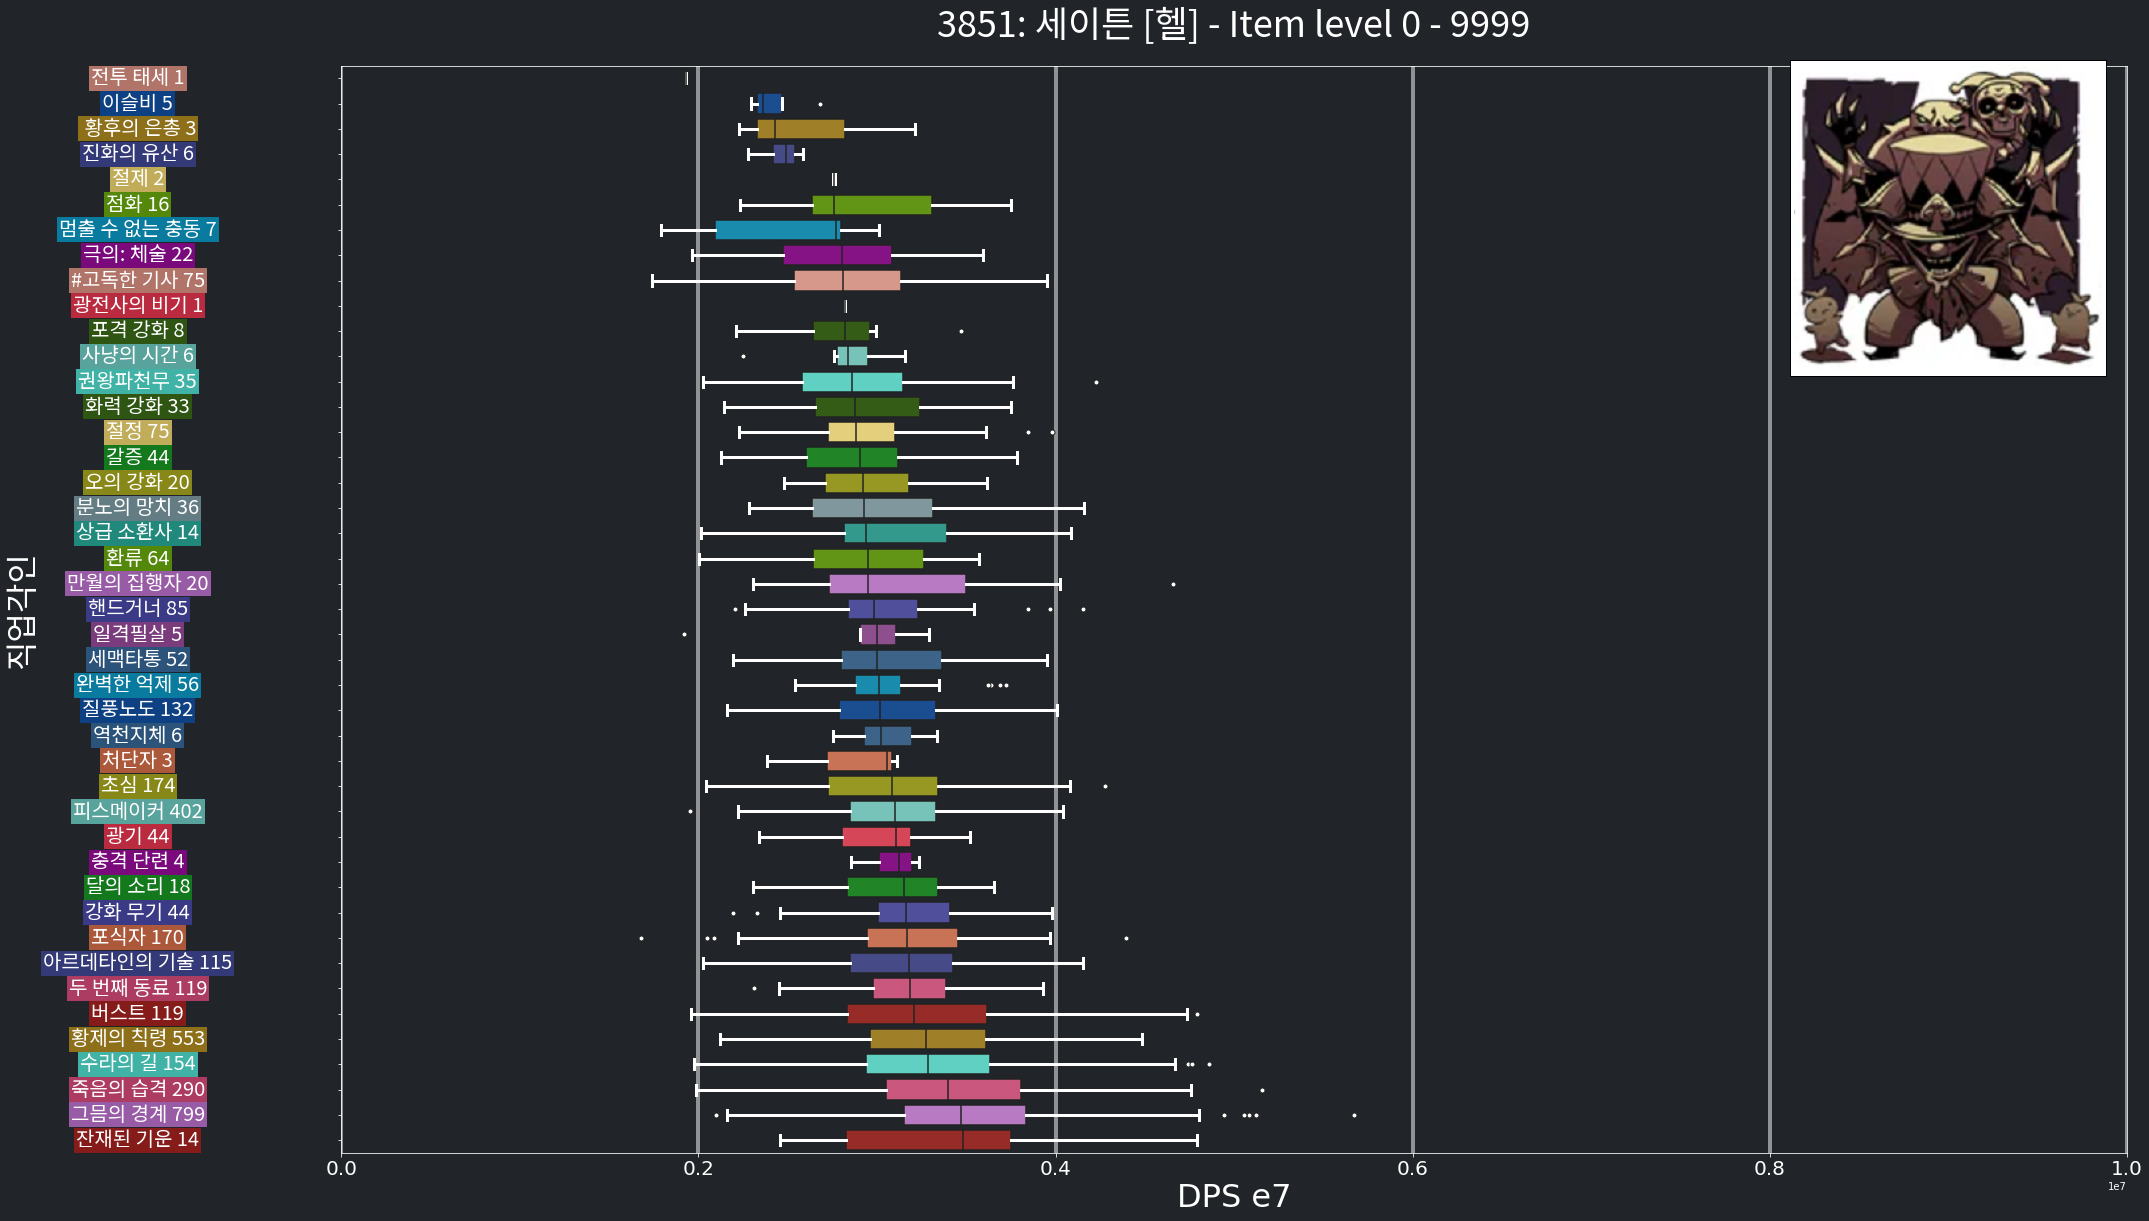 3851: 세이튼 [헬] - Item level 0 - 9999
전투 태세 1
이슬비 5
황후의 은총 3
진화의 유산 6
절제 2
점화 16
멈출 수 없는 충동 7
극의: 체술 22
#고독한 기사 75
광전사의 비기 1
포격 강화 8
사냥의 시간 6
권왕파천무 35
화력 강화 33
절정 75
갈증 44
오의 강화 20
분노의 망치 36
상급 소환사 14
환류 64
만월의 집행자 20
핸드거너 85
일격필살 5
세맥타통 52
완벽한 억제 56
질풍노도 132
역천지체 6
처단자 3
초심 174
피스메이커 402
광기 44
충격 단련 4
달의 소리 18
강화 무기 44
포식자 170
아르데타인의 기술 115
두 번째 동료 119
버스트 119
황제의 칙령 553
수라의 길 154
죽음의 습격 290
그믐의 경계 799
잔재된 기운 14
직업각인
0.0 0.2 0.4 0.6 0.8 1.0
1e7
DPS e7